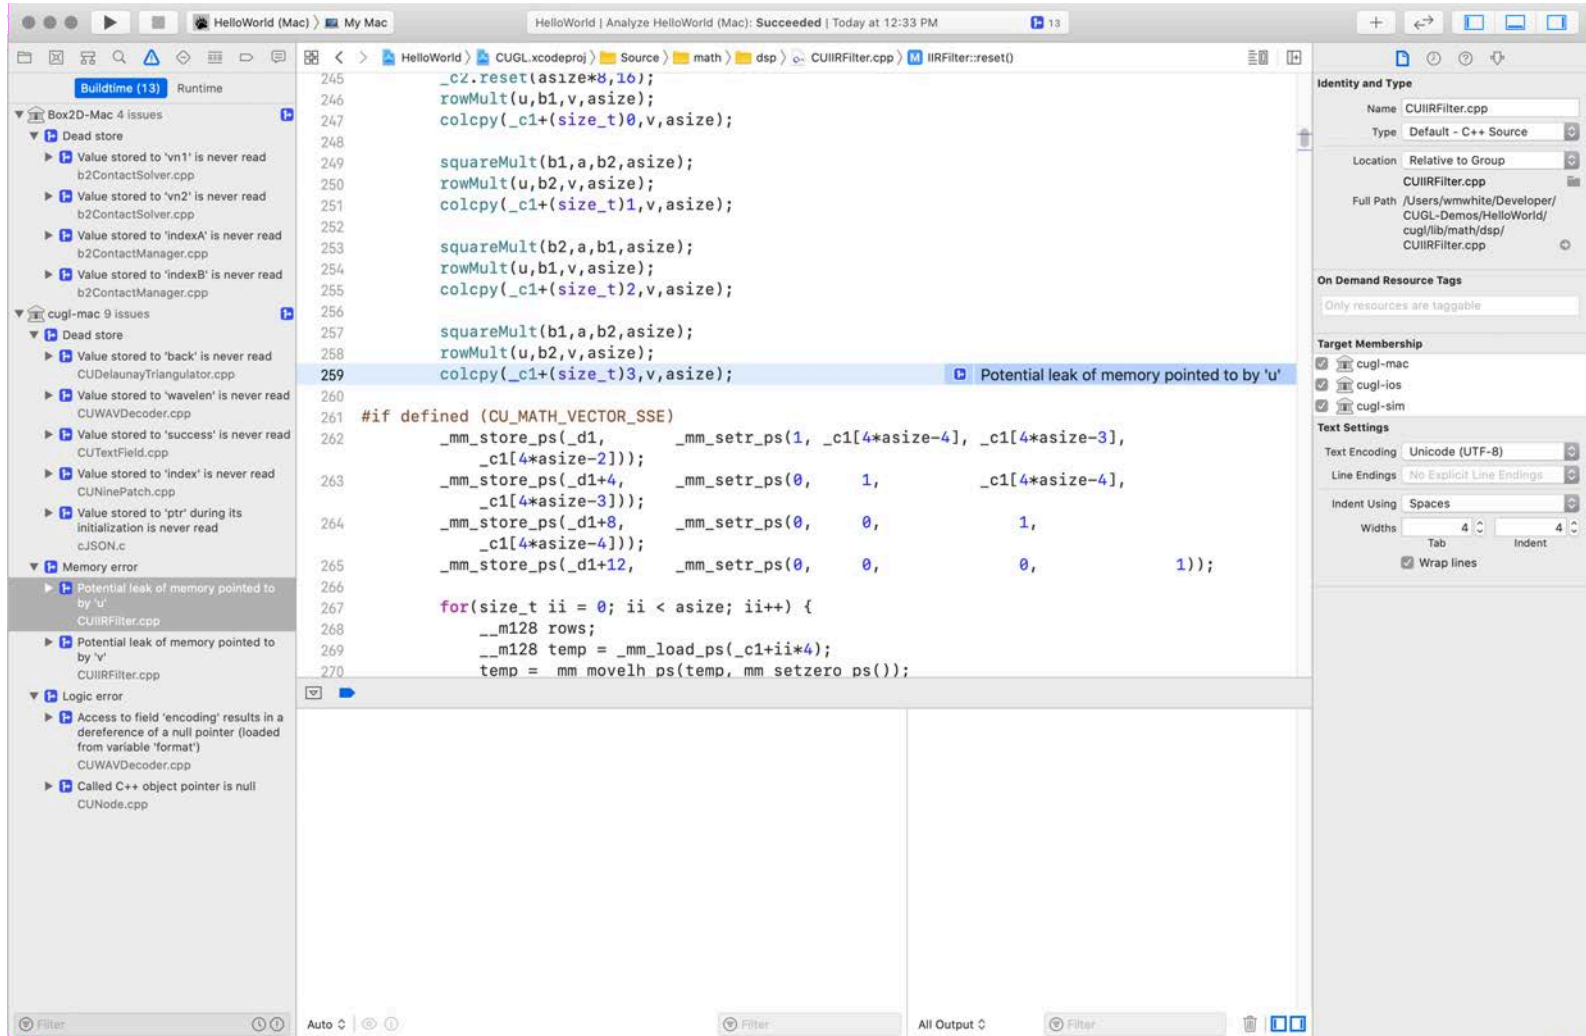 HelloWorld (Mac) 〉 My Mac
HelloWorld | Analyze HelloWorld (Mac): Succeeded | Today at 12:33 PM
13
HelloWorld 〉 CUGL.xcodeproj 〉 Source 〉 math 〉 dsp 〉 CUIIRFilter.cpp 〉 M IIRFilter::reset()
Buildtime (13) Runtime
Box2D-Mac 4 issues
Dead store
Value stored to 'vn1' is never read
b2ContactSolver.cpp
Value stored to 'vn2' is never read
b2ContactSolver.cpp
Value stored to 'indexA' is never read
b2ContactManager.cpp
Value stored to 'indexB' is never read
b2ContactManager.cpp
cugl-mac 9 issues
Dead store
Value stored to 'back' is never read
CUDelaunayTriangulator.cpp
Value stored to 'wavelen' is never read
CUWAVDecoder.cpp
Value stored to 'success' is never read
CUTextField.cpp
Value stored to 'index' is never read
CUNinePatch.cpp
Value stored to 'ptr' during its
initialization is never read
cJSON.c
Memory error
Potential leak of memory pointed to
by 'u'
CUIIRFilter.cpp
Potential leak of memory pointed to
by 'v'
CUIIRFilter.cpp
Logic error
Access to field 'encoding' results in a
dereference of a null pointer (loaded
from variable 'format')
CUWAVDecoder.cpp
Called C++ object pointer is null
CUNode.cpp
Filter
245 _c2.reset(asize*8,16);
246 rowMult(u,b1,v,asize);
247 colcpy(_c1+(size_t)0,v,asize);
248
249 squareMult(b1,a,b2,asize);
250 rowMult(u,b2,v,asize);
251 colcpy(_c1+(size_t)1,v,asize);
252
253 squareMult(b2,a,b1,asize);
254 rowMult(u,b1,v,asize);
255 colcpy(_c1+(size_t)2,v,asize);
256
257 squareMult(b1,a,b2,asize);
258 rowMult(u,b2,v,asize);
259 colcpy(_c1+(size_t)3,v,asize); Potential leak of memory pointed to by 'u'
260
261 #if defined (CU_MATH_VECTOR_SSE)
262 _mm_store_ps(_d1, _mm_setr_ps(1, _c1[4*asize-4], _c1[4*asize-3],
_c1[4*asize-2]));
263 _mm_store_ps(_d1+4, _mm_setr_ps(0, 1, _c1[4*asize-4],
_c1[4*asize-3]));
264 _mm_store_ps(_d1+8, _mm_setr_ps(0, 0, 1,
_c1[4*asize-4]));
265 _mm_store_ps(_d1+12, _mm_setr_ps(0, 0, 0, 1));
266
267 for(size_t ii = 0; ii < asize; ii++) {
268 __m128 rows;
269 __m128 temp = _mm_load_ps(_c1+ii*4);
270 temp = _mm_movelh_ps(temp,_mm_setzero_ps());
Auto
Filter
All Output
Filter
Identity and Type
Name CUIIRFilter.cpp
Type Default - C++ Source
Location Relative to Group
CUIIRFilter.cpp
Full Path /Users/wmwhite/Developer/
CUGL-Demos/HelloWorld/
cugl/lib/math/dsp/
CUIIRFilter.cpp
On Demand Resource Tags
Only resources are taggable
Target Membership
cugl-mac
cugl-ios
cugl-sim
Text Settings
Text Encoding Unicode (UTF-8)
Line Endings No Explicit Line Endings
Indent Using Spaces
Widths 4 4
Tab Indent
Wrap lines